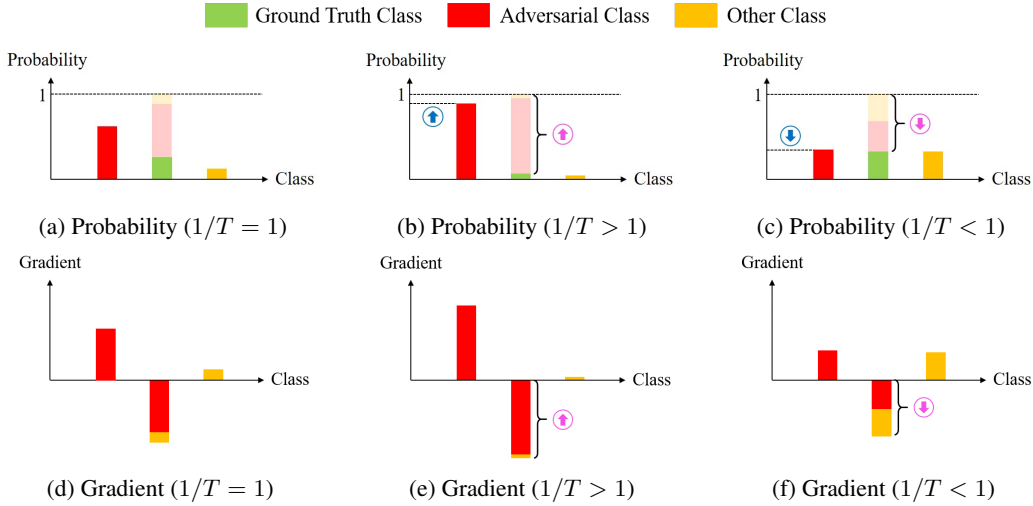 Ground Truth Class
Adversarial Class
Other Class
Probability
1
Class
Probability
1
Class
Probability
1
Class
(a) Probability (1/T = 1)
(b) Probability (1/T > 1)
(c) Probability (1/T < 1)
Gradient
Class
Gradient
Class
Gradient
Class
(d) Gradient (1/T = 1)
(e) Gradient (1/T > 1)
(f) Gradient (1/T < 1)